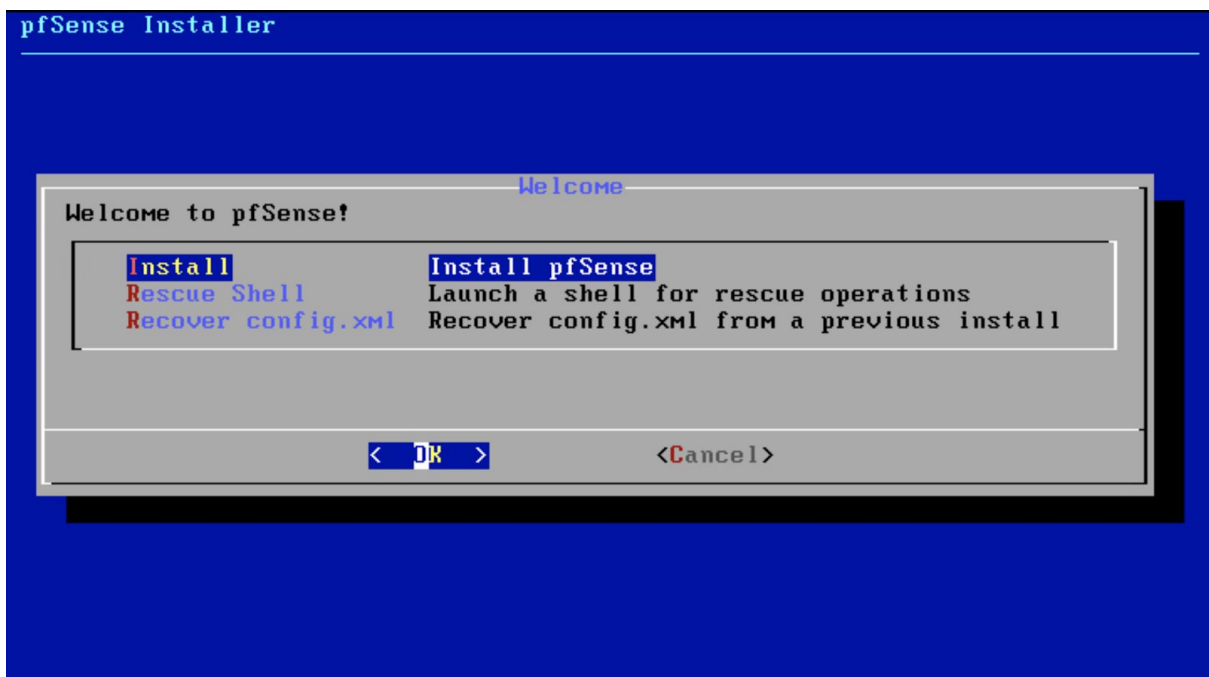 pfSense Installer
Welcome
Welcome to pfSense!
Install Install pfSense
Rescue Shell Launch a shell for rescue operations
Recover config.xml Recover config.xml from a previous install
< OK > <Cancel>